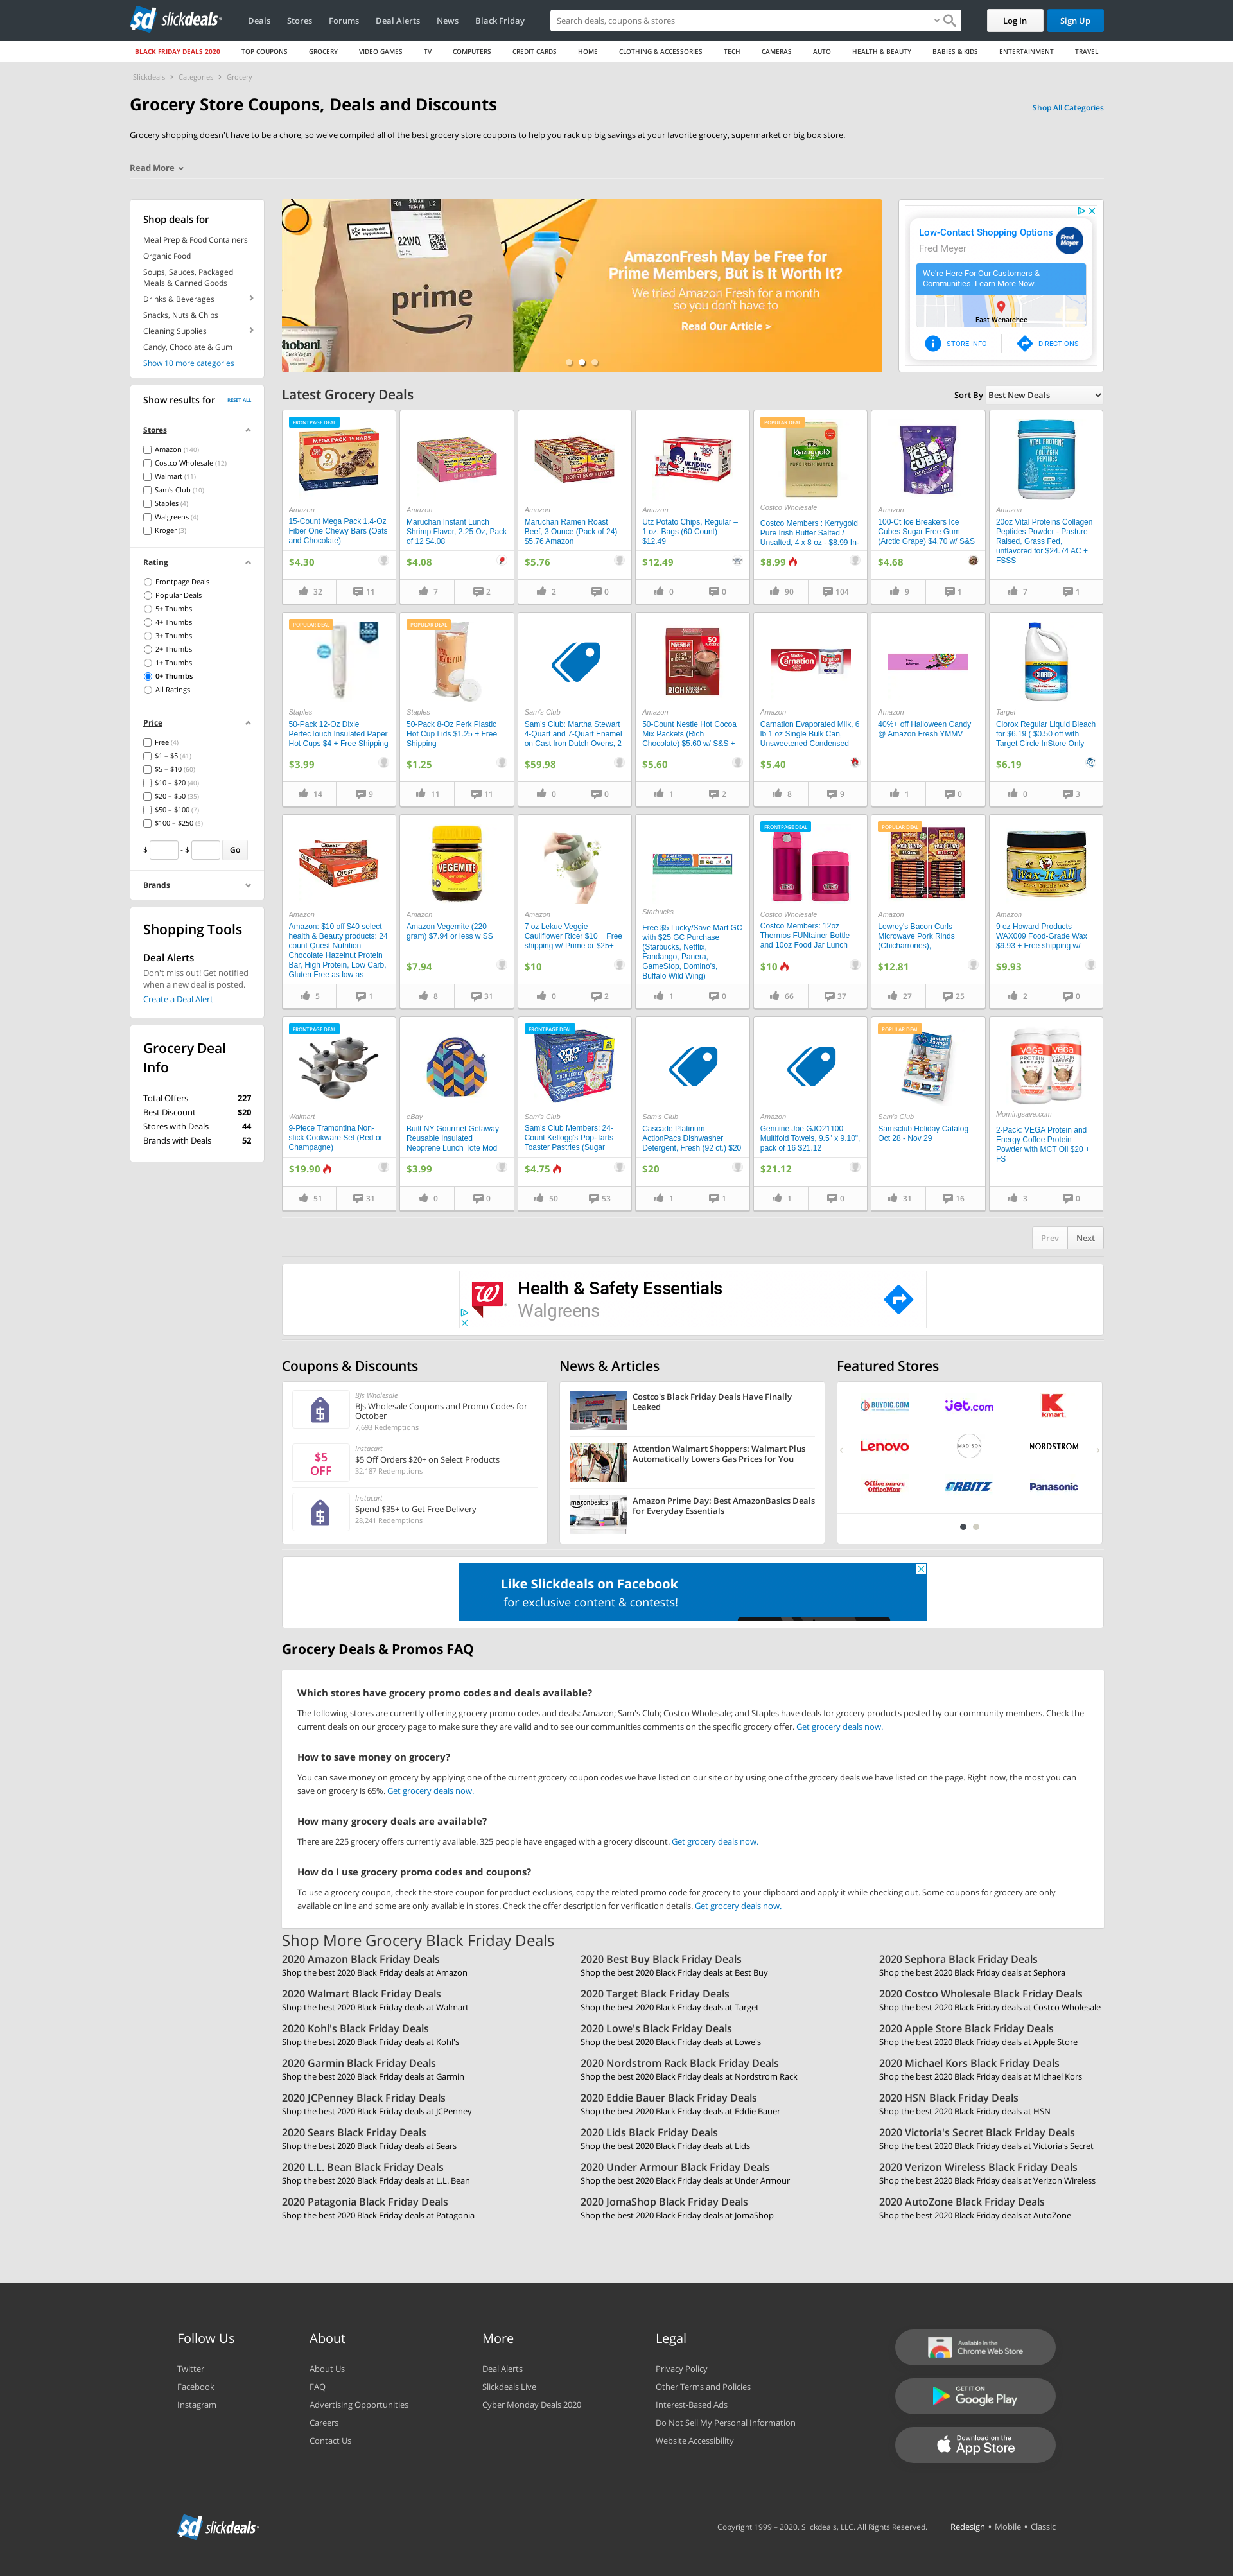 slickdeals
Deals
Stores
Forums
Deal Alerts
News
Black Friday
Search deals, coupons & stores
Log In
Sign Up
BLACK FRIDAY DEALS 2020
TOP COUPONS
GROCERY
VIDEO GAMES
TV
COMPUTERS
CREDIT CARDS
HOME
CLOTHING & ACCESSORIES
TECH
CAMERAS
AUTO
HEALTH & BEAUTY
BABIES & KIDS
ENTERTAINMENT
TRAVEL
Slickdeals > Categories > Grocery
Grocery Store Coupons, Deals and Discounts
Shop All Categories
Grocery shopping doesn't have to be a chore, so we've compiled all of the best grocery store coupons to help you rack up big savings at your favorite grocery, supermarket or big box store.
Read More
Shop deals for
Meal Prep & Food Containers
Organic Food
Soups, Sauces, Packaged
Meals & Canned Goods
Drinks & Beverages
Snacks, Nuts & Chips
Cleaning Supplies
Candy, Chocolate & Gum
Show 10 more categories
Show results for
RESET ALL
Stores
Amazon (140)
Costco Wholesale (12)
Walmart (11)
Sam's Club (10)
Staples (4)
Walgreens (4)
Kroger (3)
Rating
Frontpage Deals
Popular Deals
5+ Thumbs
4+ Thumbs
3+ Thumbs
2+ Thumbs
1+ Thumbs
0+ Thumbs
All Ratings
Price
Free (4)
$1 – $5 (41)
$5 – $10 (60)
$10 – $20 (40)
$20 – $50 (35)
$50 – $100 (7)
$100 – $250 (5)
$ - $ Go
Brands
Shopping Tools
Deal Alerts
Don't miss out! Get notified
when a new deal is posted.
Create a Deal Alert
Grocery Deal
Info
Total Offers 227
Best Discount $20
Stores with Deals 44
Brands with Deals 52
22WQ
prime
hobani
AmazonFresh May be Free for
Prime Members, But is it Worth It?
We tried Amazon Fresh for a month
so you don't have to
Read Our Article >
Low-Contact Shopping Options
Fred Meyer
We're Here For Our Customers &
Communities. Learn More Now.
East Wenatchee
STORE INFO
DIRECTIONS
Latest Grocery Deals
Sort By Best New Deals
FRONTPAGE DEAL
Amazon
15-Count Mega Pack 1.4-Oz
Fiber One Chewy Bars (Oats
and Chocolate)
$4.30
32
11
Amazon
Maruchan Instant Lunch
Shrimp Flavor, 2.25 Oz, Pack
of 12 $4.08
$4.08
7
2
Amazon
Maruchan Ramen Roast
Beef, 3 Ounce (Pack of 24)
$5.76 Amazon
$5.76
2
0
Amazon
Utz Potato Chips, Regular –
1 oz. Bags (60 Count)
$12.49
$12.49
0
0
POPULAR DEAL
Costco Wholesale
Costco Members : Kerrygold
Pure Irish Butter Salted /
Unsalted, 4 x 8 oz - $8.99 In-
$8.99
90
104
Amazon
100-Ct Ice Breakers Ice
Cubes Sugar Free Gum
(Arctic Grape) $4.70 w/ S&S
$4.68
9
1
Amazon
20oz Vital Proteins Collagen
Peptides Powder - Pasture
Raised, Grass Fed,
unflavored for $24.74 AC +
FSSS
7
1
POPULAR DEAL
Staples
50-Pack 12-Oz Dixie
PerfecTouch Insulated Paper
Hot Cups $4 + Free Shipping
$3.99
14
9
POPULAR DEAL
Staples
50-Pack 8-Oz Perk Plastic
Hot Cup Lids $1.25 + Free
Shipping
$1.25
11
11
Sam's Club
Sam's Club: Martha Stewart
4-Quart and 7-Quart Enamel
on Cast Iron Dutch Ovens, 2
$59.98
0
0
Amazon
50-Count Nestle Hot Cocoa
Mix Packets (Rich
Chocolate) $5.60 w/ S&S +
$5.60
1
2
Amazon
Carnation Evaporated Milk, 6
lb 1 oz Single Bulk Can,
Unsweetened Condensed
$5.40
8
9
Amazon
40%+ off Halloween Candy
@ Amazon Fresh YMMV
1
0
Target
Clorox Regular Liquid Bleach
for $6.19 ( $0.50 off with
Target Circle InStore Only
$6.19
0
3
Amazon
Amazon: $10 off $40 select
health & Beauty products: 24
count Quest Nutrition
Chocolate Hazelnut Protein
Bar, High Protein, Low Carb,
Gluten Free as low as
5
1
Amazon
Amazon Vegemite (220
gram) $7.94 or less w SS
$7.94
8
31
Amazon
7 oz Lekue Veggie
Cauliflower Ricer $10 + Free
shipping w/ Prime or $25+
$10
0
2
Starbucks
Free $5 Lucky/Save Mart GC
with $25 GC Purchase
(Starbucks, Netflix,
Fandango, Panera,
GameStop, Domino's,
Buffalo Wild Wing)
1
0
FRONTPAGE DEAL
Costco Wholesale
Costco Members: 12oz
Thermos FUNtainer Bottle
and 10oz Food Jar Lunch
$10
66
37
POPULAR DEAL
Amazon
Lowrey's Bacon Curls
Microwave Pork Rinds
(Chicharrones),
$12.81
27
25
Amazon
9 oz Howard Products
WAX009 Food-Grade Wax
$9.93 + Free shipping w/
$9.93
2
0
FRONTPAGE DEAL
Walmart
9-Piece Tramontina Non-
stick Cookware Set (Red or
Champagne)
$19.90
51
31
eBay
Built NY Gourmet Getaway
Reusable Insulated
Neoprene Lunch Tote Mod
$3.99
0
0
FRONTPAGE DEAL
Sam's Club
Sam's Club Members: 24-
Count Kellogg's Pop-Tarts
Toaster Pastries (Sugar
$4.75
50
53
Sam's Club
Cascade Platinum
ActionPacs Dishwasher
Detergent, Fresh (92 ct.) $20
$20
1
1
Amazon
Genuine Joe GJO21100
Multifold Towels, 9.5" x 9.10",
pack of 16 $21.12
$21.12
1
0
POPULAR DEAL
Sam's Club
Samsclub Holiday Catalog
Oct 28 - Nov 29
31
16
Morningsave.com
2-Pack: VEGA Protein and
Energy Coffee Protein
Powder with MCT Oil $20 +
FS
3
0
Prev
Next
Health & Safety Essentials
Walgreens
Coupons & Discounts
BJs Wholesale
BJs Wholesale Coupons and Promo Codes for
October
7,693 Redemptions
$5
OFF
Instacart
$5 Off Orders $20+ on Select Products
32,187 Redemptions
Instacart
Spend $35+ to Get Free Delivery
28,241 Redemptions
News & Articles
Costco's Black Friday Deals Have Finally
Leaked
Attention Walmart Shoppers: Walmart Plus
Automatically Lowers Gas Prices for You
amazonbasics
Amazon Prime Day: Best AmazonBasics Deals
for Everyday Essentials
Featured Stores
BUYDIG.COM
Jet.com
kmart
Lenovo
MADISON
NORDSTROM
Office DEPOT
OfficeMax
ORBITZ
Panasonic
Like Slickdeals on Facebook
for exclusive content & contests!
Grocery Deals & Promos FAQ
Which stores have grocery promo codes and deals available?
The following stores are currently offering grocery promo codes and deals: Amazon; Sam's Club; Costco Wholesale; and Staples have deals for grocery products posted by our community members. Check the
current deals on our grocery page to make sure they are valid and to see our communities comments on the specific grocery offer. Get grocery deals now.
How to save money on grocery?
You can save money on grocery by applying one of the current grocery coupon codes we have listed on our site or by using one of the grocery deals we have listed on the page. Right now, the most you can
save on grocery is 65%. Get grocery deals now.
How many grocery deals are available?
There are 225 grocery offers currently available. 325 people have engaged with a grocery discount. Get grocery deals now.
How do I use grocery promo codes and coupons?
To use a grocery coupon, check the store coupon for product exclusions, copy the related promo code for grocery to your clipboard and apply it while checking out. Some coupons for grocery are only
available online and some are only available in stores. Check the offer description for verification details. Get grocery deals now.
Shop More Grocery Black Friday Deals
2020 Amazon Black Friday Deals
Shop the best 2020 Black Friday deals at Amazon
2020 Best Buy Black Friday Deals
Shop the best 2020 Black Friday deals at Best Buy
2020 Sephora Black Friday Deals
Shop the best 2020 Black Friday deals at Sephora
2020 Walmart Black Friday Deals
Shop the best 2020 Black Friday deals at Walmart
2020 Target Black Friday Deals
Shop the best 2020 Black Friday deals at Target
2020 Costco Wholesale Black Friday Deals
Shop the best 2020 Black Friday deals at Costco Wholesale
2020 Kohl's Black Friday Deals
Shop the best 2020 Black Friday deals at Kohl's
2020 Lowe's Black Friday Deals
Shop the best 2020 Black Friday deals at Lowe's
2020 Apple Store Black Friday Deals
Shop the best 2020 Black Friday deals at Apple Store
2020 Garmin Black Friday Deals
Shop the best 2020 Black Friday deals at Garmin
2020 Nordstrom Rack Black Friday Deals
Shop the best 2020 Black Friday deals at Nordstrom Rack
2020 Michael Kors Black Friday Deals
Shop the best 2020 Black Friday deals at Michael Kors
2020 JCPenney Black Friday Deals
Shop the best 2020 Black Friday deals at JCPenney
2020 Eddie Bauer Black Friday Deals
Shop the best 2020 Black Friday deals at Eddie Bauer
2020 HSN Black Friday Deals
Shop the best 2020 Black Friday deals at HSN
2020 Sears Black Friday Deals
Shop the best 2020 Black Friday deals at Sears
2020 Lids Black Friday Deals
Shop the best 2020 Black Friday deals at Lids
2020 Victoria's Secret Black Friday Deals
Shop the best 2020 Black Friday deals at Victoria's Secret
2020 L.L. Bean Black Friday Deals
Shop the best 2020 Black Friday deals at L.L. Bean
2020 Under Armour Black Friday Deals
Shop the best 2020 Black Friday deals at Under Armour
2020 Verizon Wireless Black Friday Deals
Shop the best 2020 Black Friday deals at Verizon Wireless
2020 Patagonia Black Friday Deals
Shop the best 2020 Black Friday deals at Patagonia
2020 JomaShop Black Friday Deals
Shop the best 2020 Black Friday deals at JomaShop
2020 AutoZone Black Friday Deals
Shop the best 2020 Black Friday deals at AutoZone
Follow Us
Twitter
Facebook
Instagram
About
About Us
FAQ
Advertising Opportunities
Careers
Contact Us
More
Deal Alerts
Slickdeals Live
Cyber Monday Deals 2020
Legal
Privacy Policy
Other Terms and Policies
Interest-Based Ads
Do Not Sell My Personal Information
Website Accessibility
Available in the
Chrome Web Store
GET IT ON
Google Play
Download on the
App Store
slickdeals
Copyright 1999 – 2020. Slickdeals, LLC. All Rights Reserved.
Redesign • Mobile • Classic